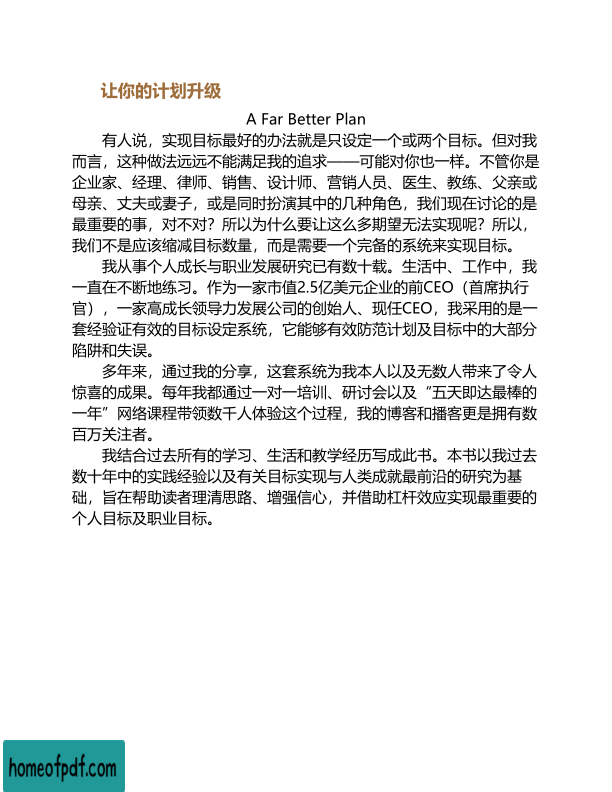 让你的计划升级
A Far Better Plan
有人说，实现目标最好的办法就是只设定一个或两个目标。但对我
而言，这种做法远远不能满足我的追求——可能对你也一样。不管你是
企业家、经理、律师、销售、设计师、营销人员、医生、教练、父亲或
母亲、丈夫或妻子，或是同时扮演其中的几种角色，我们现在讨论的是
最重要的事，对不对？所以为什么要让这么多期望无法实现呢？所以，
我们不是应该缩减目标数量，而是需要一个完备的系统来实现目标。
我从事个人成长与职业发展研究已有数十载。生活中、工作中，我
一直在不断地练习。作为一家市值2.5亿美元企业的前CEO（首席执行
官），一家高成长领导力发展公司的创始人、现任CEO，我采用的是一
套经验证有效的目标设定系统，它能够有效防范计划及目标中的大部分
陷阱和失误。
多年来，通过我的分享，这套系统为我本人以及无数人带来了令人
惊喜的成果。每年我都通过一对一培训、研讨会以及“五天即达最棒的
一年”网络课程带领数千人体验这个过程，我的博客和播客更是拥有数
百万关注者。
我结合过去所有的学习、生活和教学经历写成此书。本书以我过去
数十年中的实践经验以及有关目标实现与人类成就最前沿的研究为基
础，旨在帮助读者理清思路、增强信心，并借助杠杆效应实现最重要的
个人目标及职业目标。
homeofpdf.com